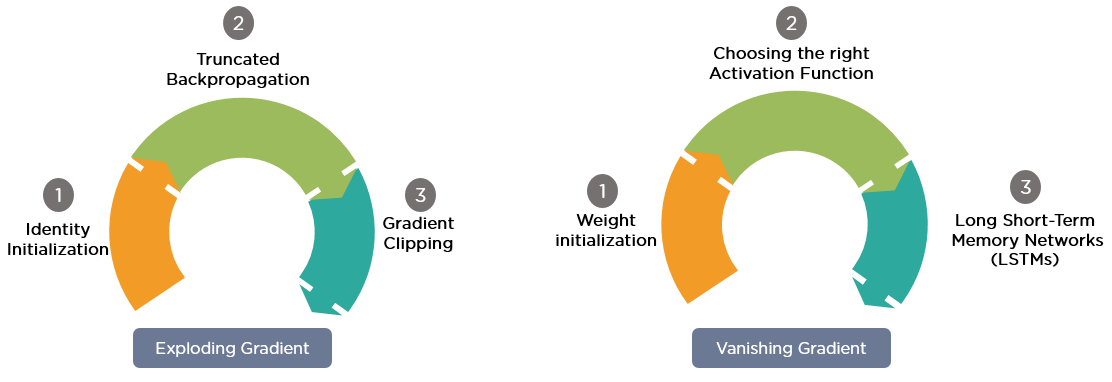 2
Truncated
Backpropagation
1
Identity
Initialization
3
Gradient
Clipping
Exploding Gradient
2
Choosing the right
Activation Function
1
Weight
initialization
3
Long Short-Term
Memory Networks
(LSTMs)
Vanishing Gradient